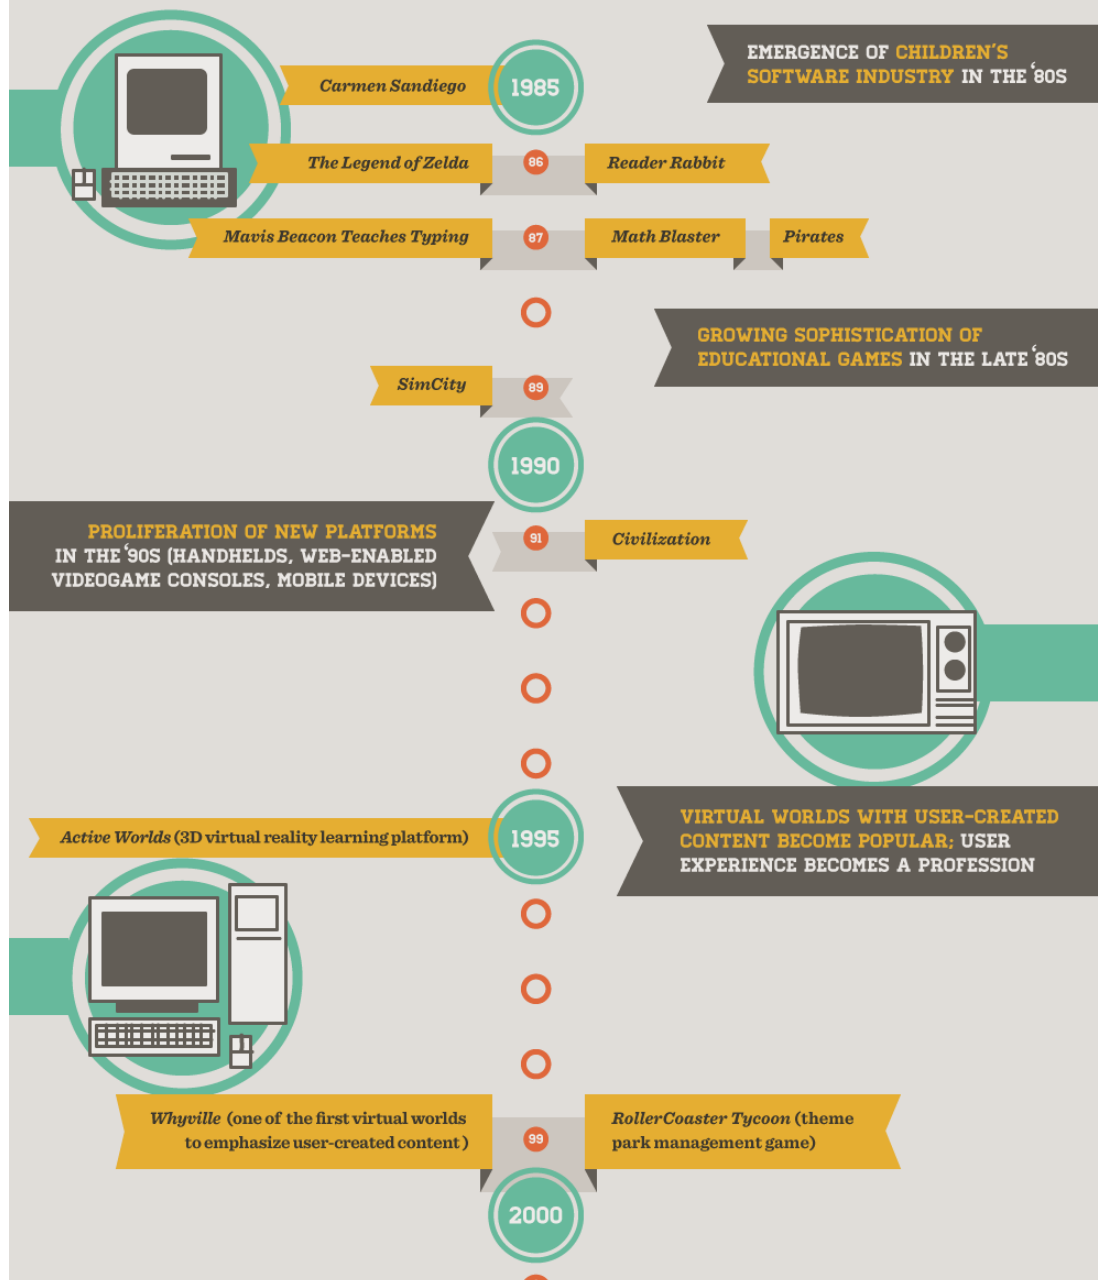 EMERGENCE OF CHILDREN'S
SOFTWARE INDUSTRY IN THE '80S
Carmen Sandiego
1985
The Legend of Zelda
86
Reader Rabbit
Mavis Beacon Teaches Typing
87
Math Blaster
Pirates
GROWING SOPHISTICATION OF
EDUCATIONAL GAMES IN THE LATE '80S
SimCity
89
1990
PROLIFERATION OF NEW PLATFORMS
IN THE '90S (HANDHELDS, WEB-ENABLED
VIDEOGAME CONSOLES, MOBILE DEVICES)
91
Civilization
Active Worlds (3D virtual reality learning platform)
1995
VIRTUAL WORLDS WITH USER-CREATED
CONTENT BECOME POPULAR; USER
EXPERIENCE BECOMES A PROFESSION
Whyville (one of the first virtual worlds
to emphasize user-created content)
99
RollerCoaster Tycoon (theme
park management game)
2000